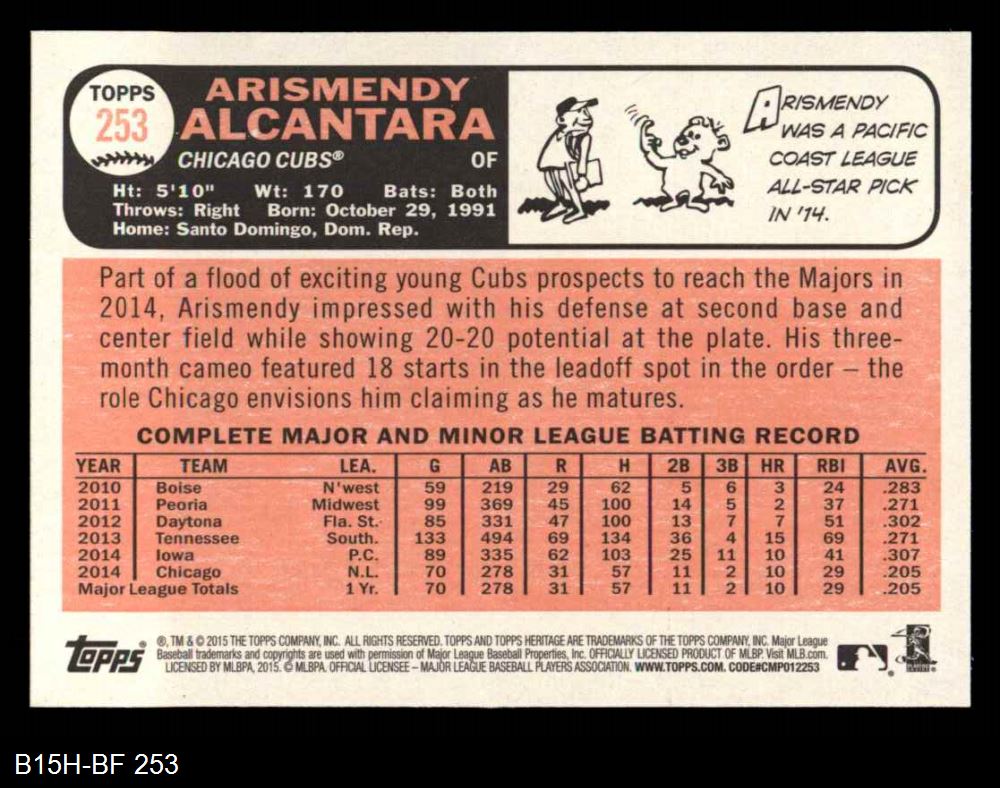 TOPPS
253
ARISMENDY
ALCANTARA
CHICAGO CUBS® OF
Ht: 5'10" Wt: 170 Bats: Both
Throws: Right Born: October 29, 1991
Home: Santo Domingo, Dom. Rep.
ARISMENDY
WAS A PACIFIC
COAST LEAGUE
ALL-STAR PICK
IN '14.
Part of a flood of exciting young Cubs prospects to reach the Majors in
2014, Arismendy impressed with his defense at second base and
center field while showing 20-20 potential at the plate. His three-
month cameo featured 18 starts in the leadoff spot in the order – the
role Chicago envisions him claiming as he matures.
COMPLETE MAJOR AND MINOR LEAGUE BATTING RECORD
YEAR TEAM LEA. G AB R H 2B 3B HR RBI AVG.
2010 Boise N'west 59 219 29 62 5 6 3 24 .283
2011 Peoria Midwest 99 369 45 100 14 5 2 37 .271
2012 Daytona Fla. St. 85 331 47 100 13 7 7 51 .302
2013 Tennessee South. 133 494 69 134 36 4 15 69 .271
2014 Iowa P.C. 89 335 62 103 25 11 10 41 .307
2014 Chicago N.L. 70 278 31 57 11 2 10 29 .205
Major League Totals 1 Yr. 70 278 31 57 11 2 10 29 .205
Topps®
®, TM & © 2015 THE TOPPS COMPANY, INC. ALL RIGHTS RESERVED. TOPPS AND TOPPS HERITAGE ARE TRADEMARKS OF THE TOPPS COMPANY, INC. Major League
Baseball trademarks and copyrights are used with permission of Major League Baseball Properties, Inc. OFFICIALLY LICENSED PRODUCT OF MLBP. Visit MLB.com.
LICENSED BY MLBPA, 2015. © MLBPA. OFFICIAL LICENSEE – MAJOR LEAGUE BASEBALL PLAYERS ASSOCIATION. WWW.TOPPS.COM. CODE#CMP012253
B15H-BF 253